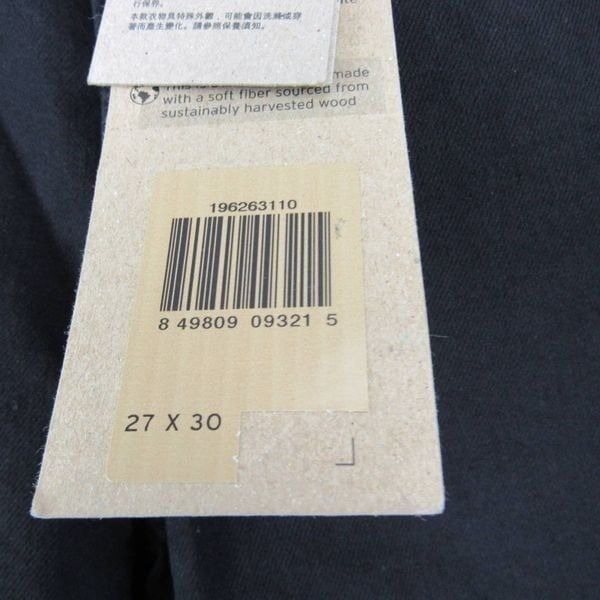 行保存。
本款衣物具特殊外觀，可能會因洗滌或穿
著而產生變化。請參照保養須知。
This is made
with a soft fiber sourced from
sustainably harvested wood
196263110
8 49809 09321 5
27 X 30